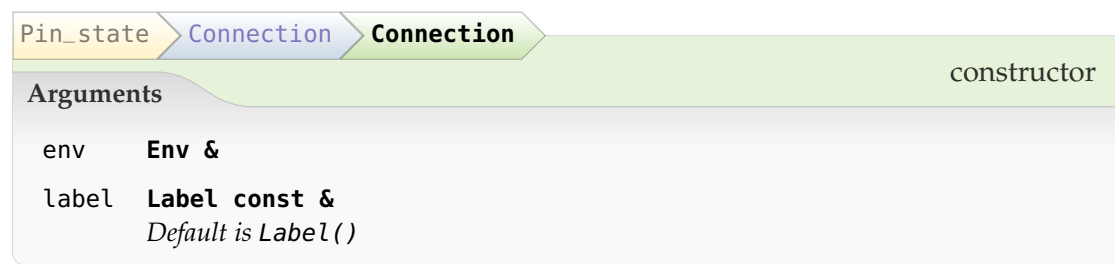 Pin_state Connection Connection
constructor
Arguments
env Env &
label Label const &
Default is Label()